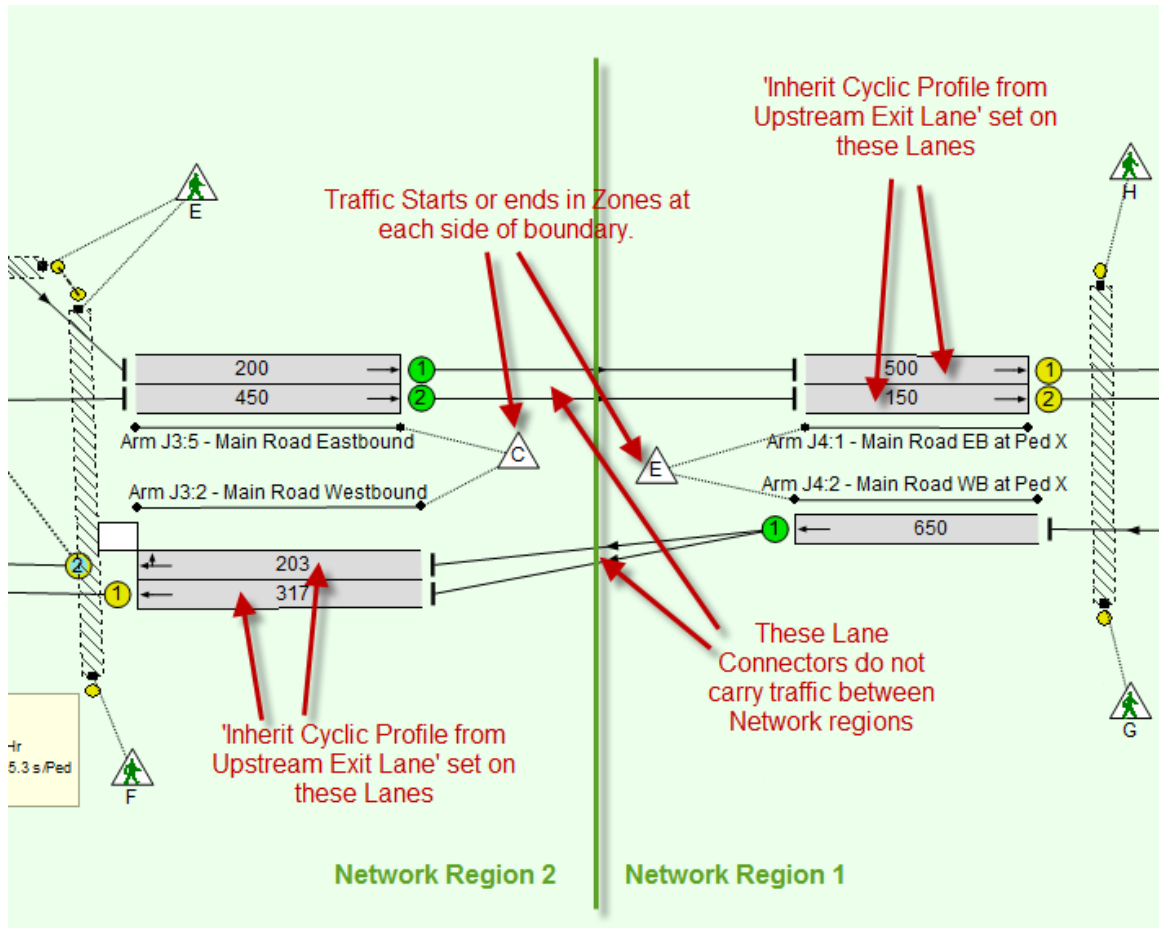 'Inherit Cyclic Profile from
Upstream Exit Lane' set on
these Lanes
Traffic Starts or ends in Zones at
each side of boundary.
E
H
200
1
450
2
500
1
150
2
Arm J3:5 - Main Road Eastbound
C
E
Arm J4:1 - Main Road EB at Ped X
Arm J3:2 - Main Road Westbound
Arm J4:2 - Main Road WB at Ped X
1
650
2
203
1
317
These Lane
Connectors do not
carry traffic between
Network regions
'Inherit Cyclic Profile from
Upstream Exit Lane' set on
these Lanes
Hr
5.3 s/Ped
F
G
Network Region 2
Network Region 1